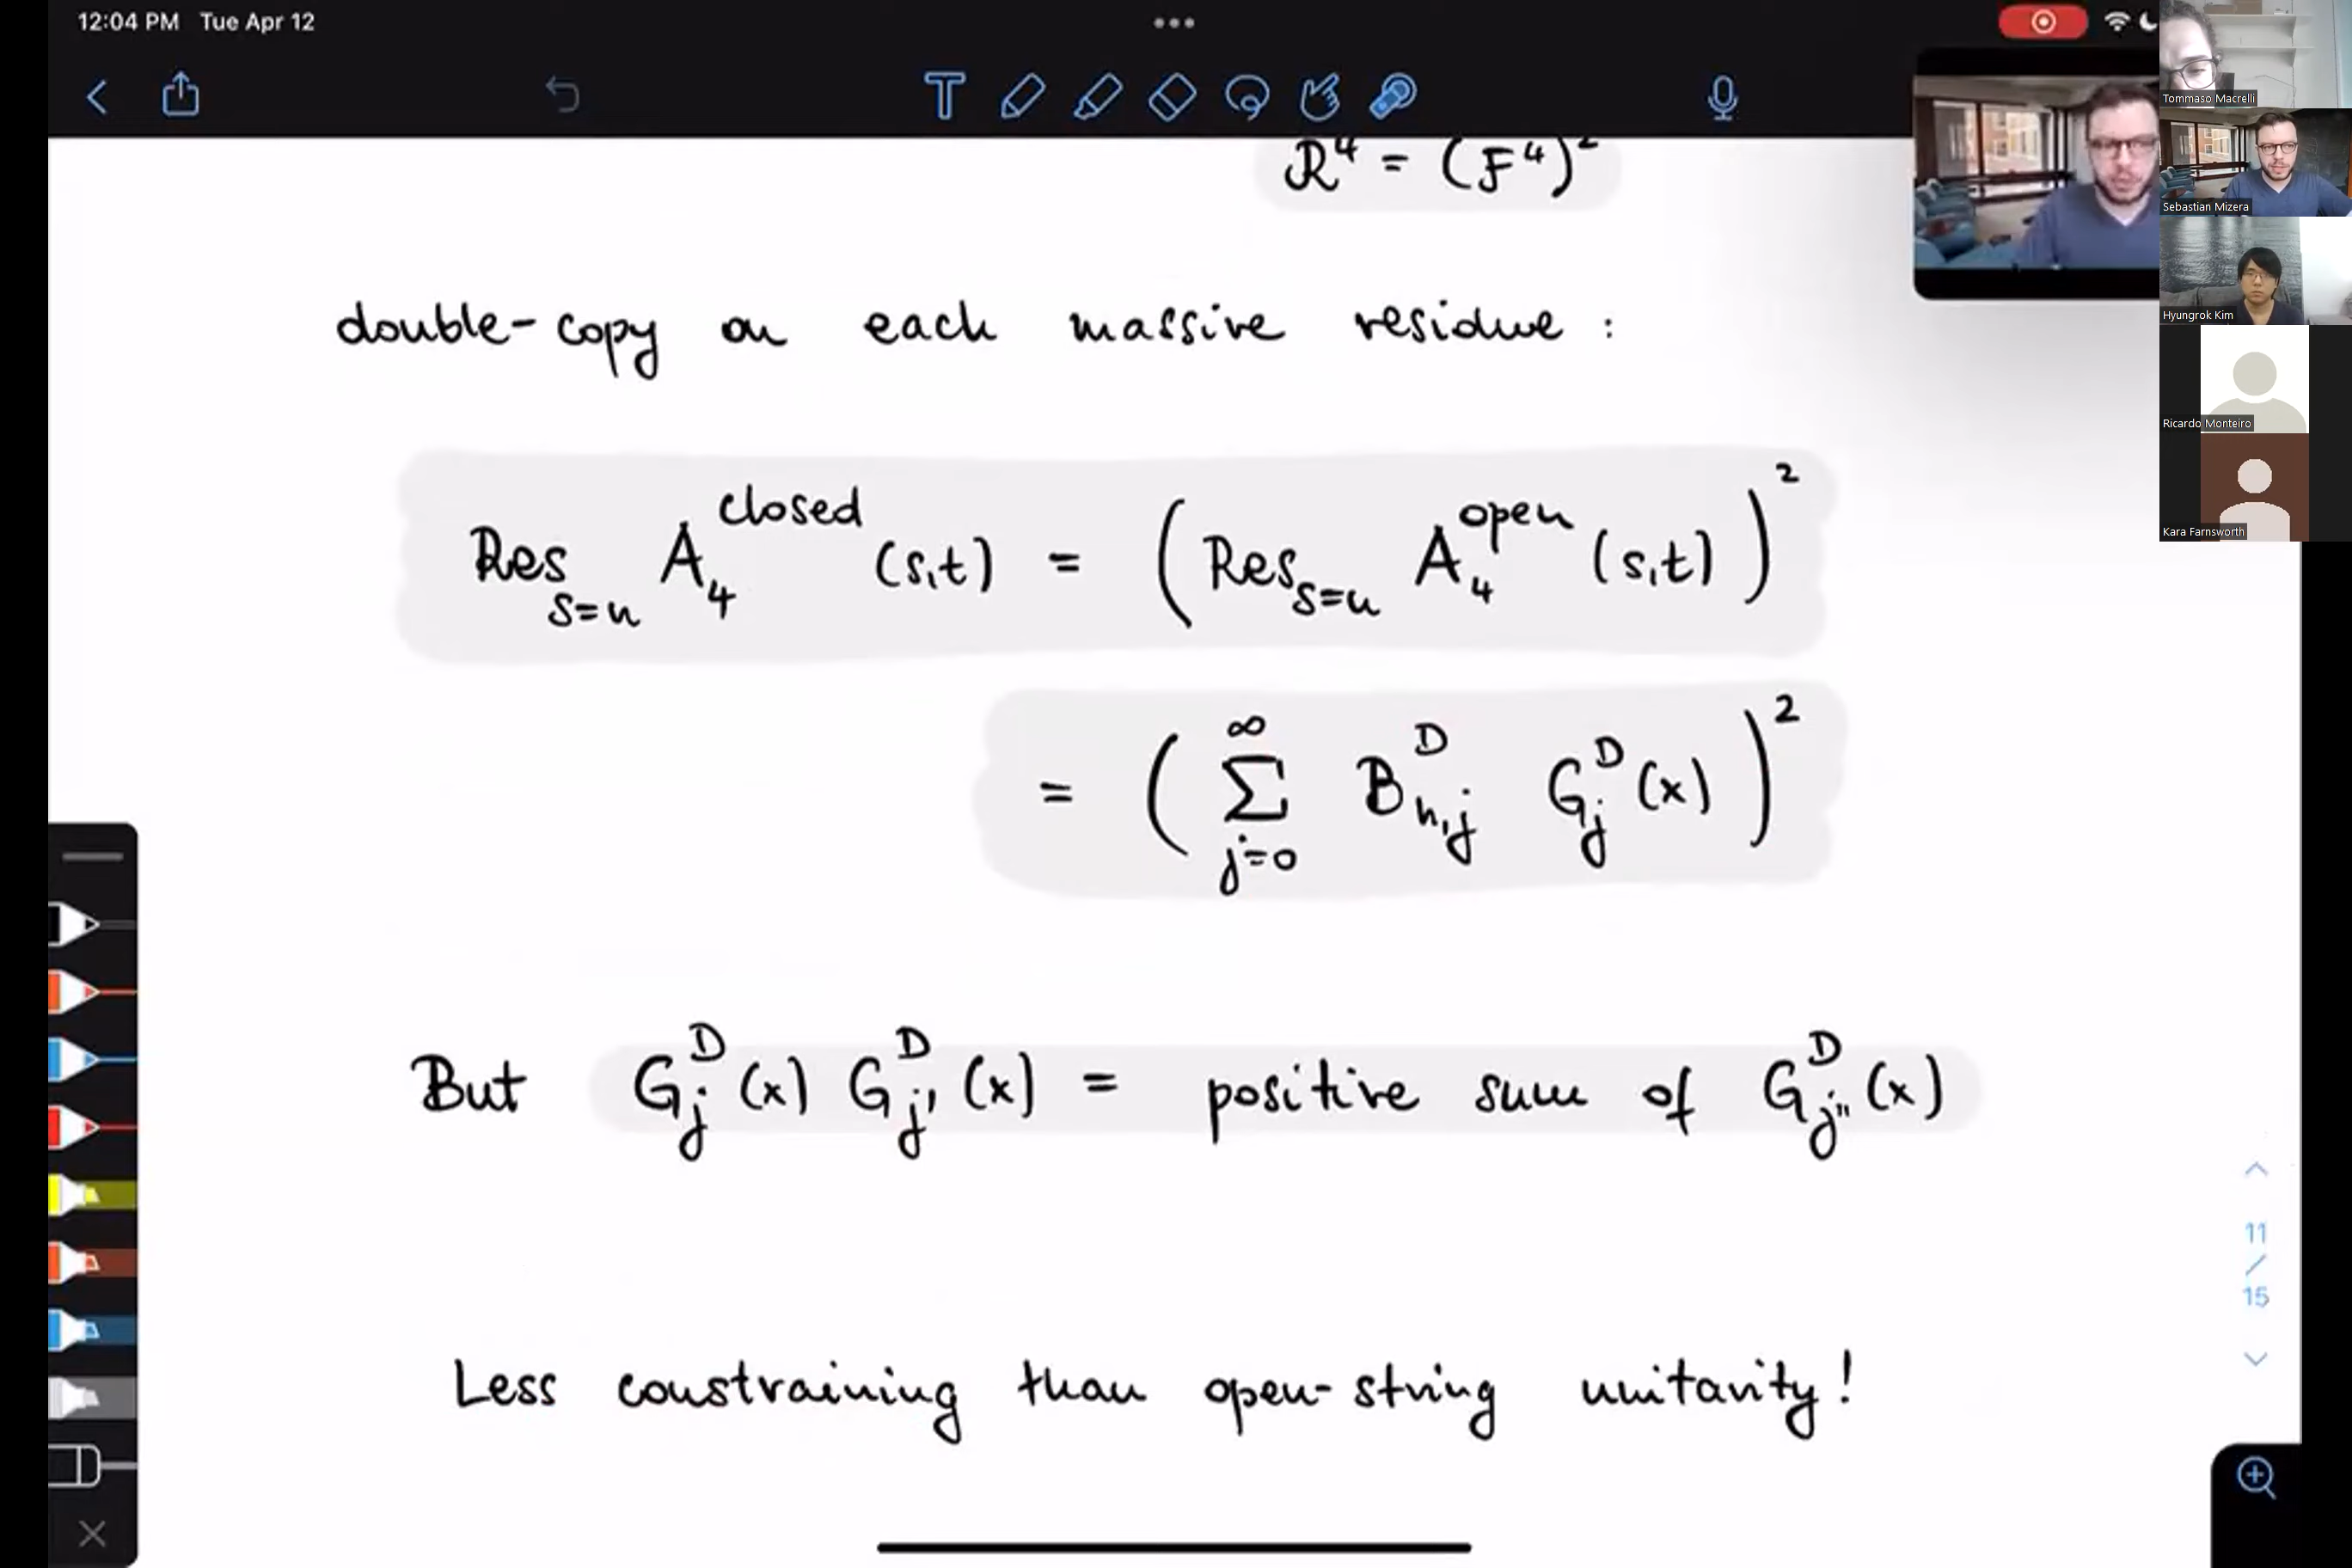 12:04 PM Tue Apr 12
ℛ⁴ = (F⁴)²
double-copy on each massive residue :
Res_{s=n} A_4^{closed} (s,t) = ( Res_{s=n} A_4^{open} (s,t) )^2
= ( \sum_{j=0}^{∞} B_{n,j}^{D} G_j^D (x) )^2
But G_j^D (x) G_{j'}^D (x) = positive sum of G_{j''}^D (x)
Less constraining than open-string unitarity!
11
/
15
Tommaso Macrelli
Sebastian Mizera
Hyungrok Kim
Ricardo Monteiro
Kara Farnsworth